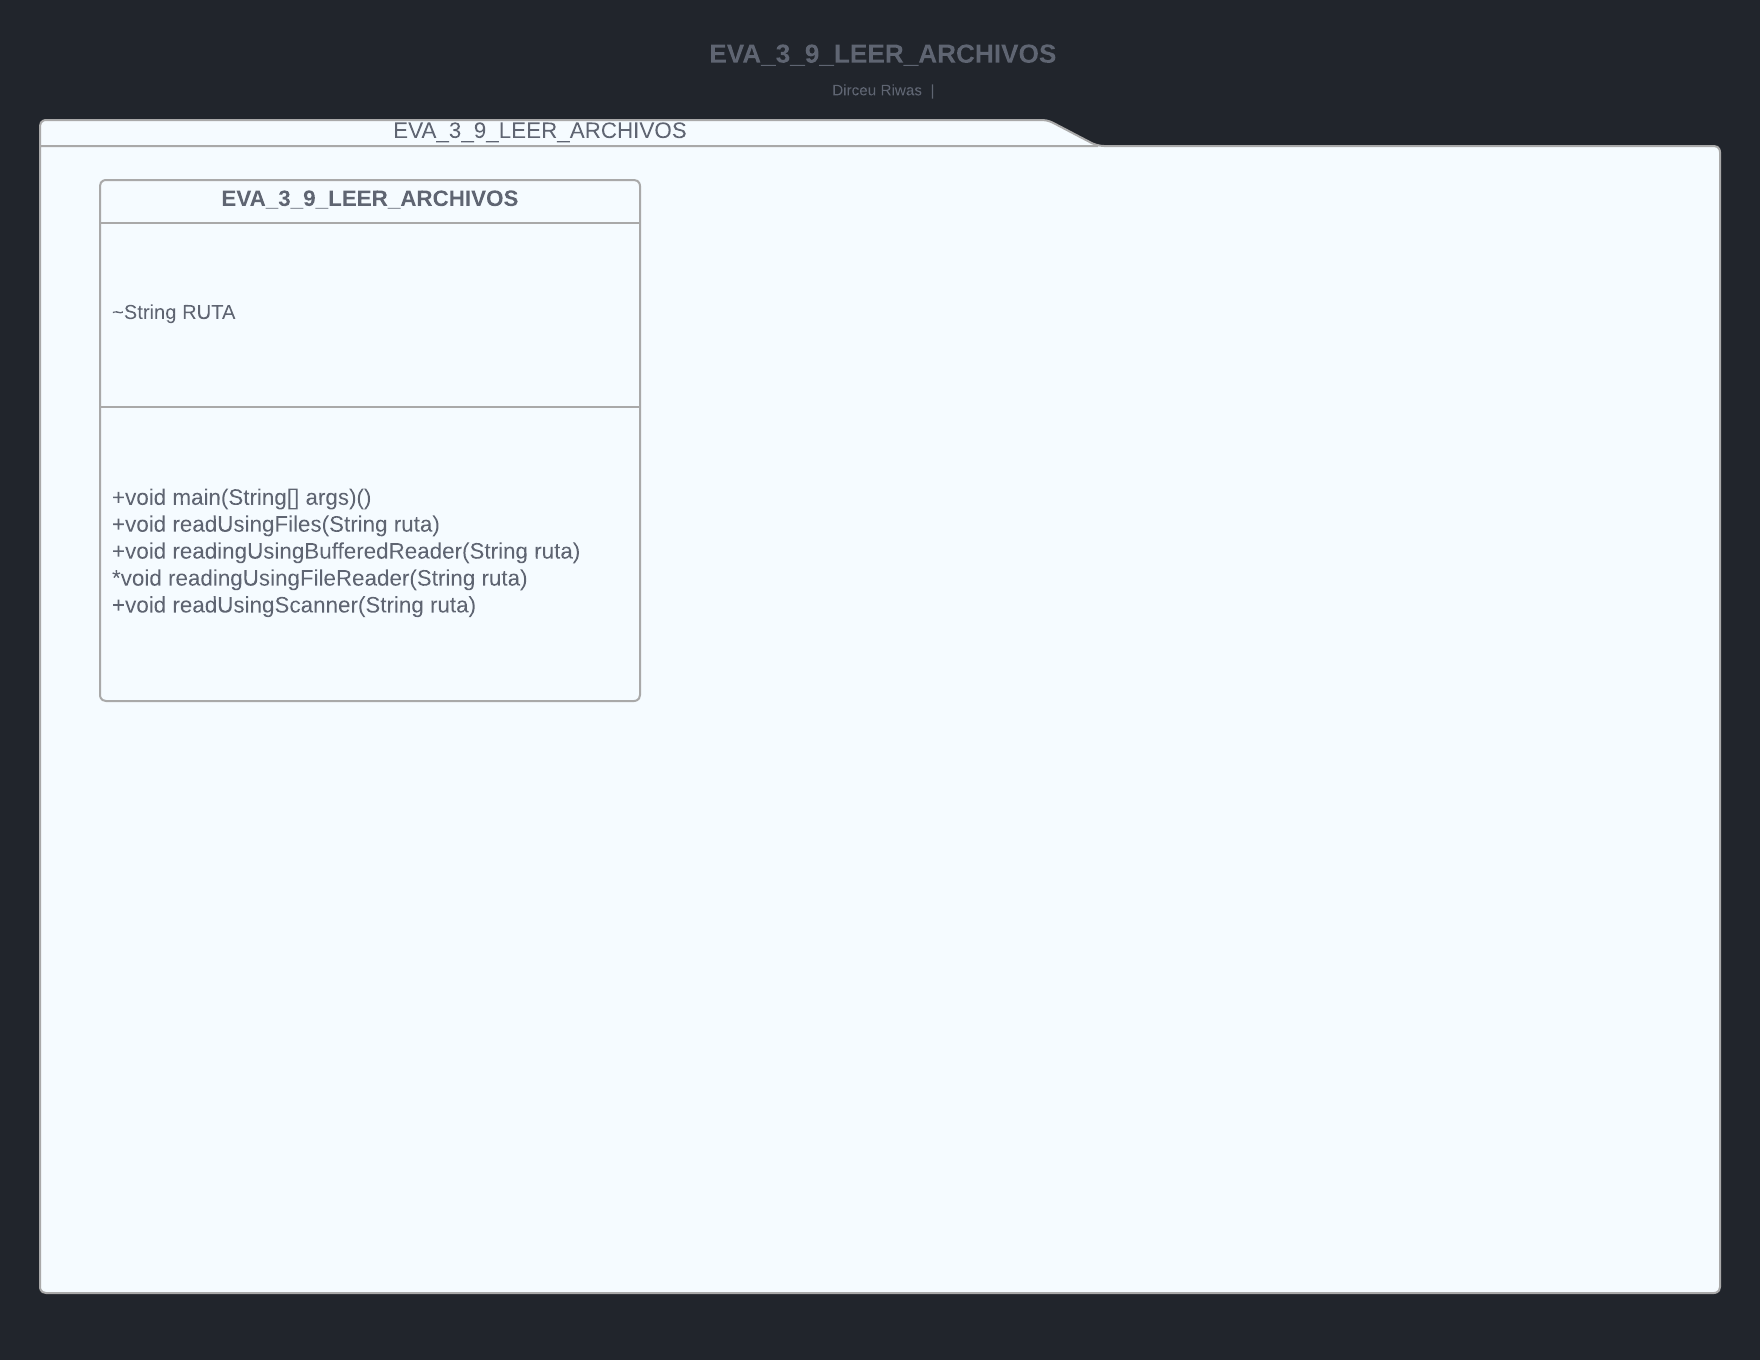 EVA_3_9_LEER_ARCHIVOS
Dirceu Riwas |
EVA_3_9_LEER_ARCHIVOS
EVA_3_9_LEER_ARCHIVOS
~String RUTA
+void main(String[] args)()
+void readUsingFiles(String ruta)
+void readingUsingBufferedReader(String ruta)
*void readingUsingFileReader(String ruta)
+void readUsingScanner(String ruta)